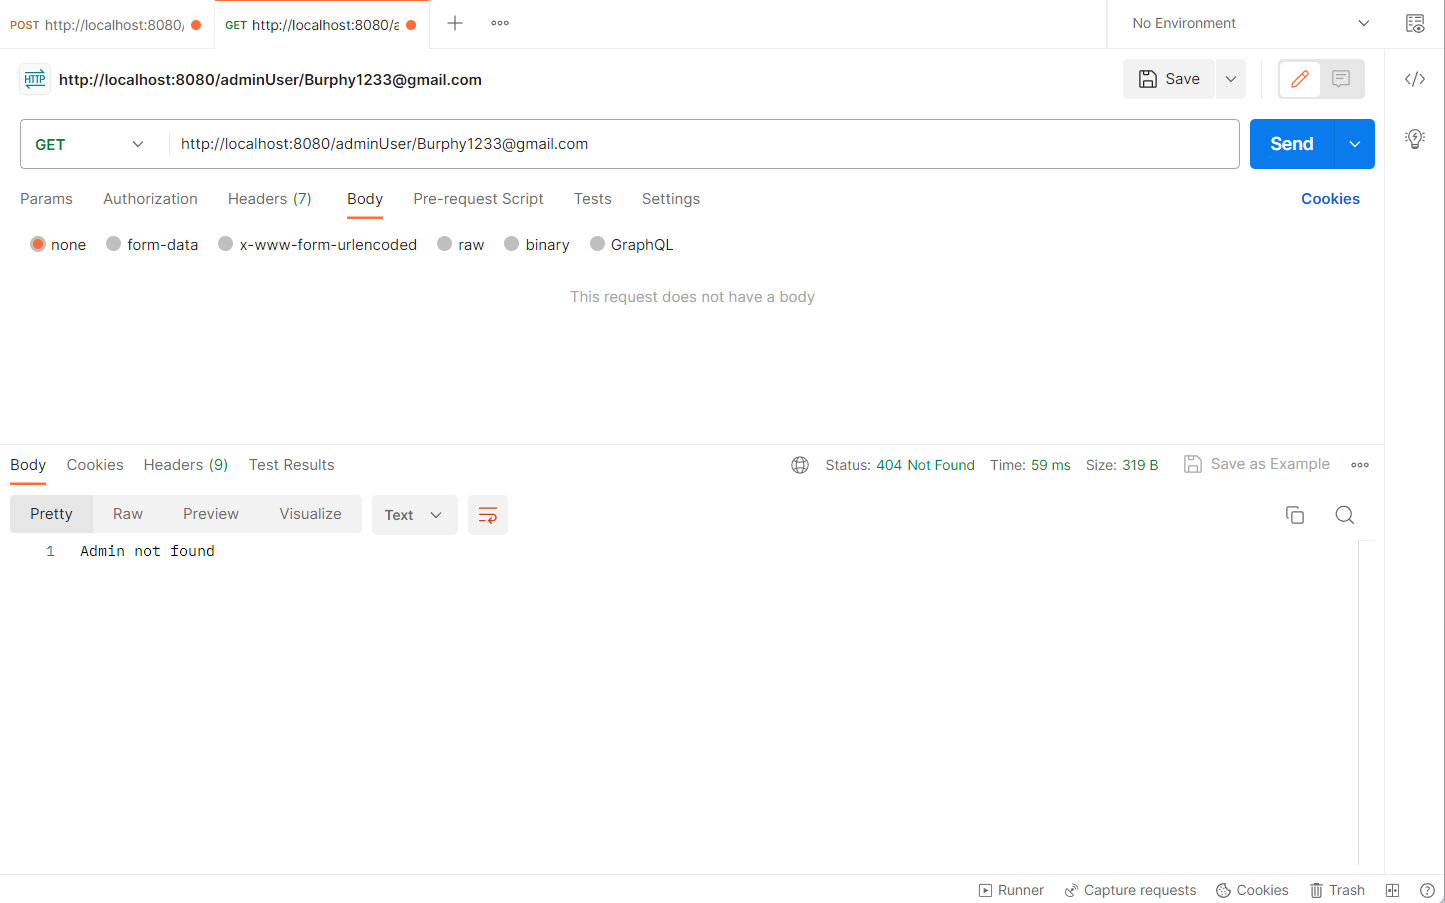 POST http://localhost:8080/
GET http://localhost:8080/a
No Environment
HTTP http://localhost:8080/adminUser/Burphy1233@gmail.com
Save
GET http://localhost:8080/adminUser/Burphy1233@gmail.com
Send
Params Authorization Headers (7) Body Pre-request Script Tests Settings Cookies
none form-data x-www-form-urlencoded raw binary GraphQL
This request does not have a body
Body Cookies Headers (9) Test Results Status: 404 Not Found Time: 59 ms Size: 319 B Save as Example
Pretty Raw Preview Visualize Text
1 Admin not found
Runner Capture requests Cookies Trash